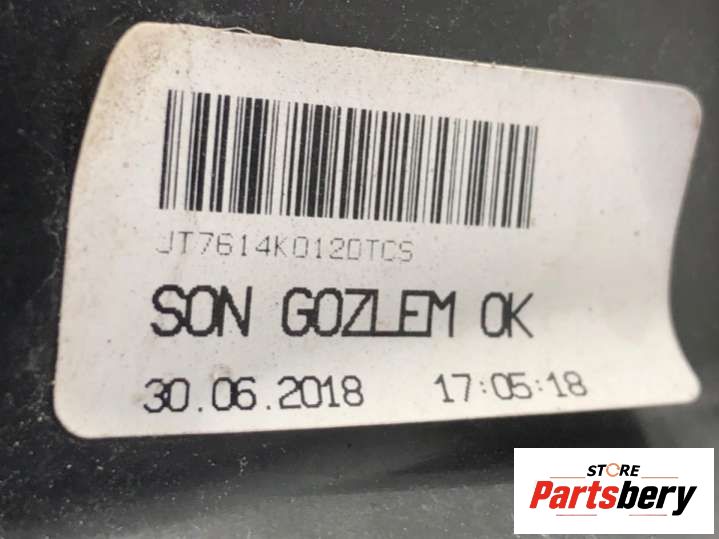 JT7614K0120TCS
SON GOZLEM OK
30.06.2018 17:05:18
STORE
Partsbery